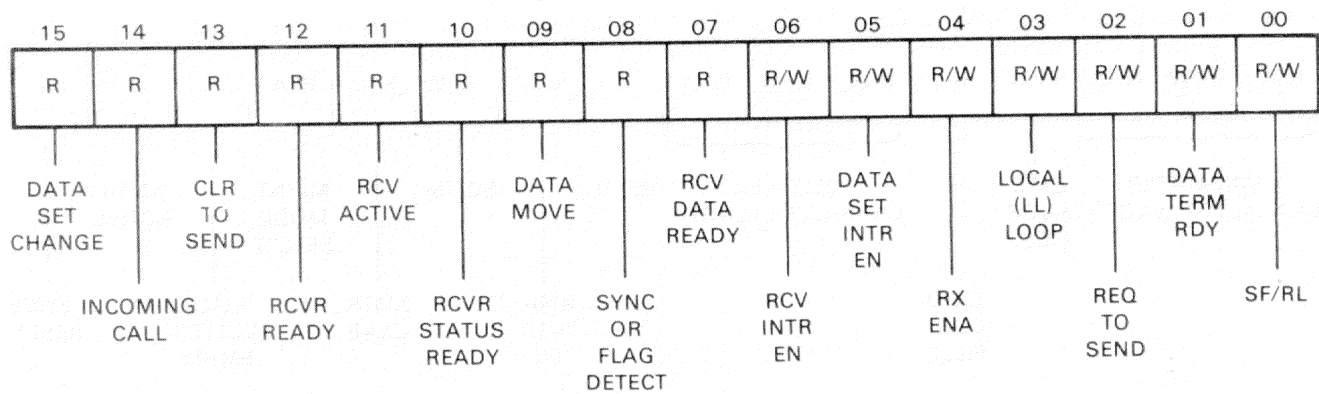 15 14 13 12 11 10 09 08 07 06 05 04 03 02 01 00
R R R R R R R R R R/W R/W R/W R/W R/W R/W R/W
DATA
SET
CHANGE
CLR
TO
SEND
RCV
ACTIVE
DATA
MOVE
RCV
DATA
READY
DATA
SET
INTR
EN
LOCAL
(LL)
LOOP
DATA
TERM
RDY
INCOMING
CALL
RCVR
READY
RCVR
STATUS
READY
SYNC
OR
FLAG
DETECT
RCV
INTR
EN
RX
ENA
REQ
TO
SEND
SF/RL